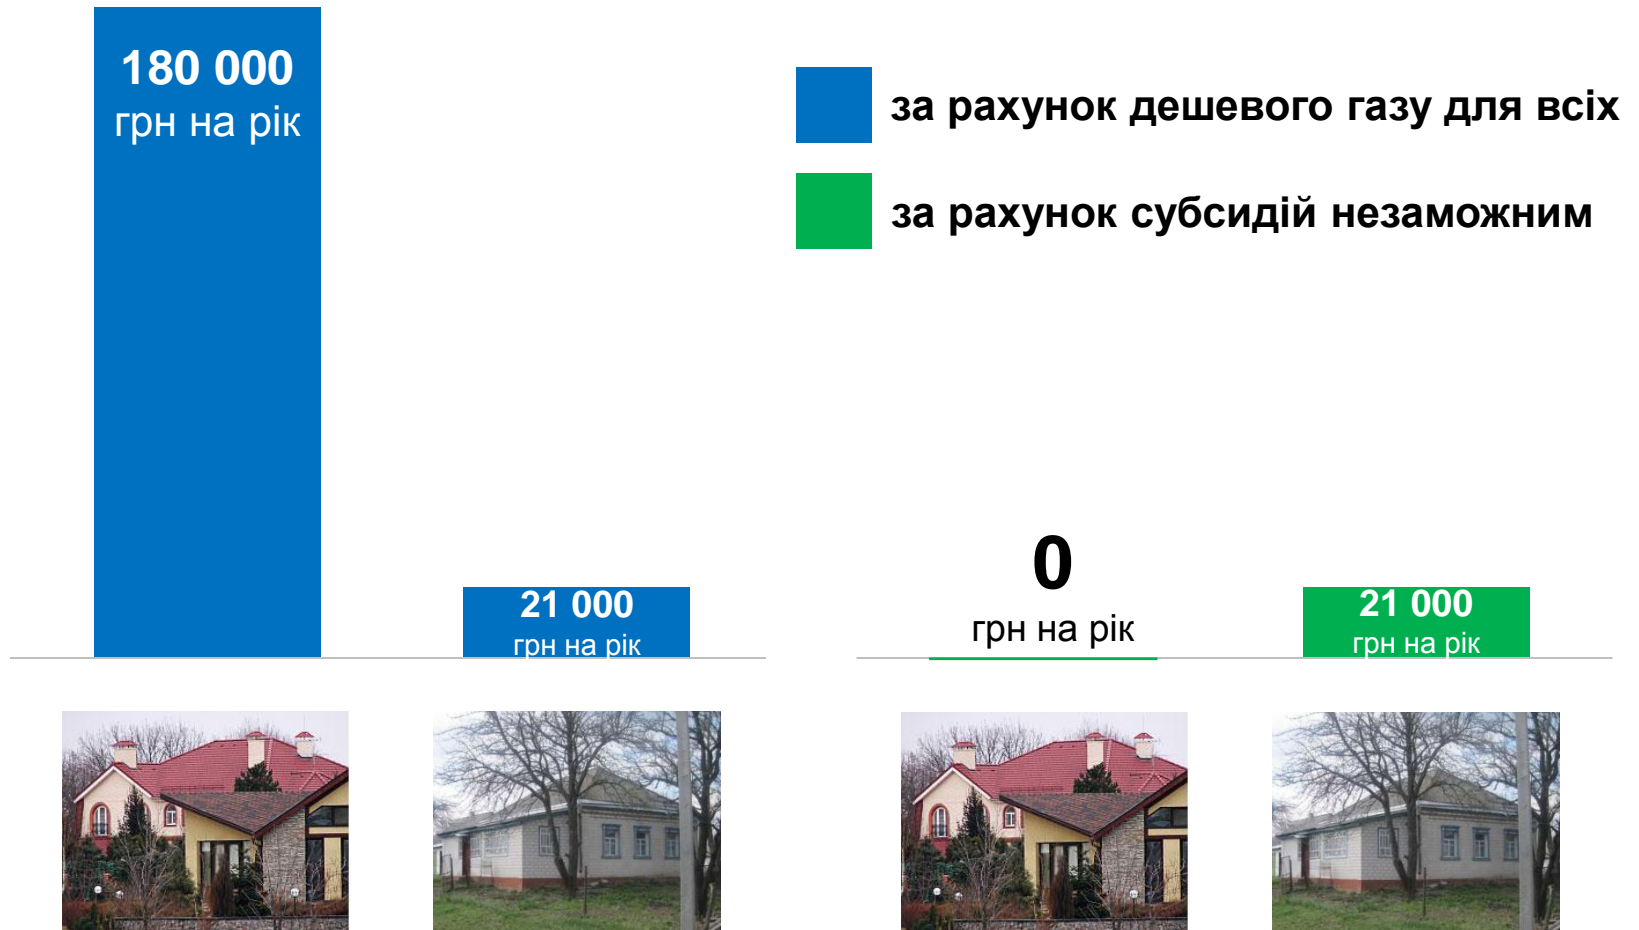 180 000
грн на рік
за рахунок дешевого газу для всіх
за рахунок субсидій незаможним
21 000
грн на рік
0
грн на рік
21 000
грн на рік